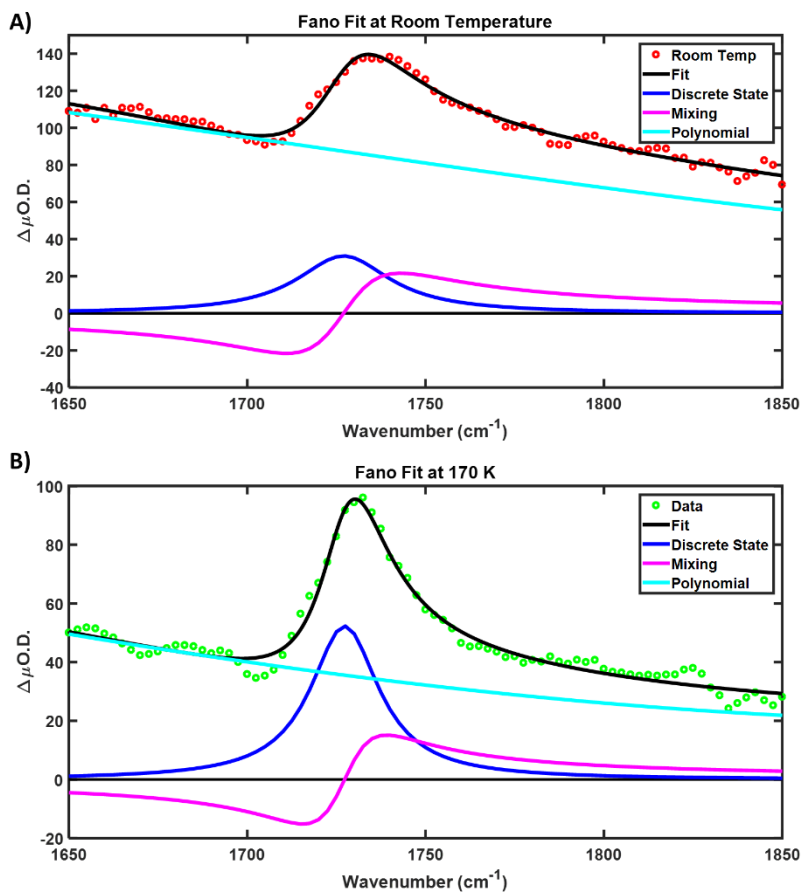 A)
Fano Fit at Room Temperature
Room Temp
Fit
Discrete State
Mixing
Polynomial
140
120
100
80
60
40
20
0
-20
-40
Δ μO.D.
1650 1700 1750 1800 1850
Wavenumber (cm⁻¹)
B)
Fano Fit at 170 K
Data
Fit
Discrete State
Mixing
Polynomial
100
80
60
40
20
0
-20
Δ μO.D.
1650 1700 1750 1800 1850
Wavenumber (cm⁻¹)